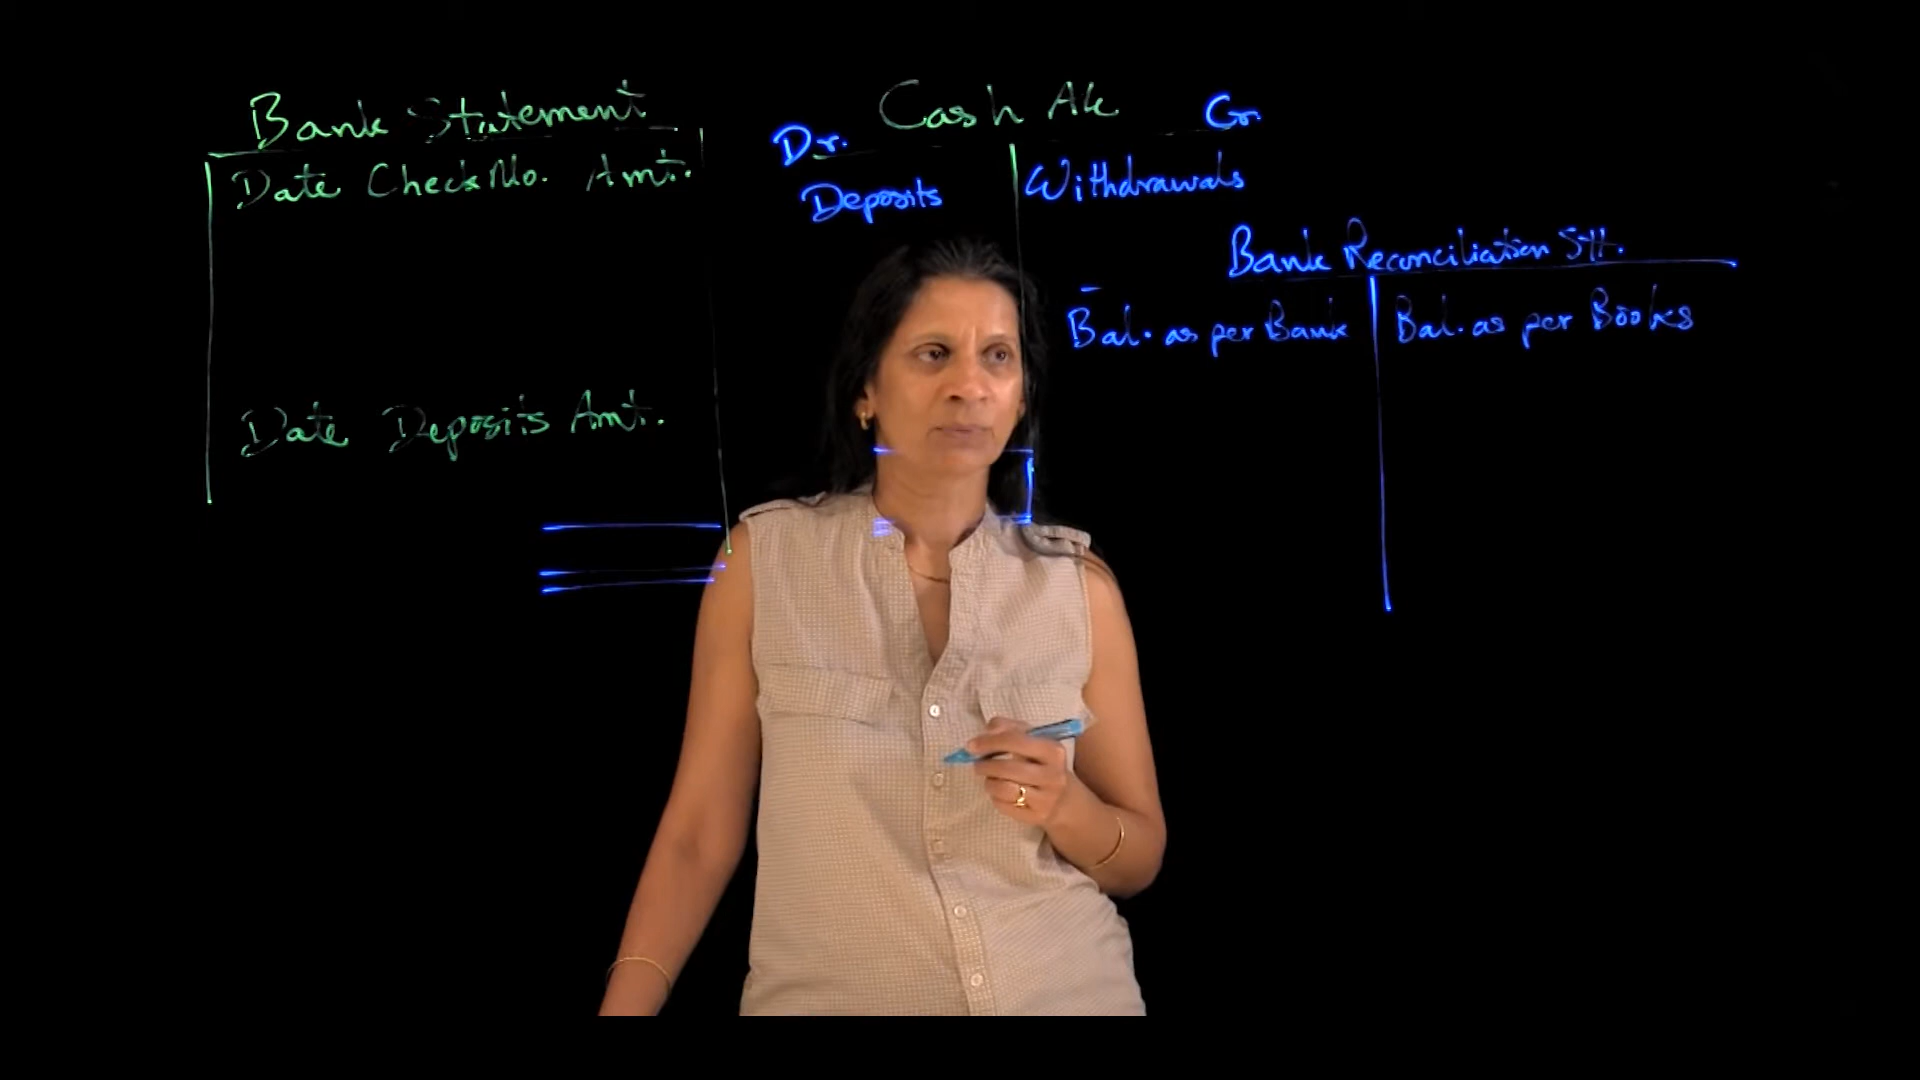 Bank Statement
Date Check No. Amt.
Date Deposits Amt.
Cash A/c
Dr.
Cr.
Deposits
Withdrawals
Bank Reconciliation Stt.
Bal. as per Bank
Bal. as per Books